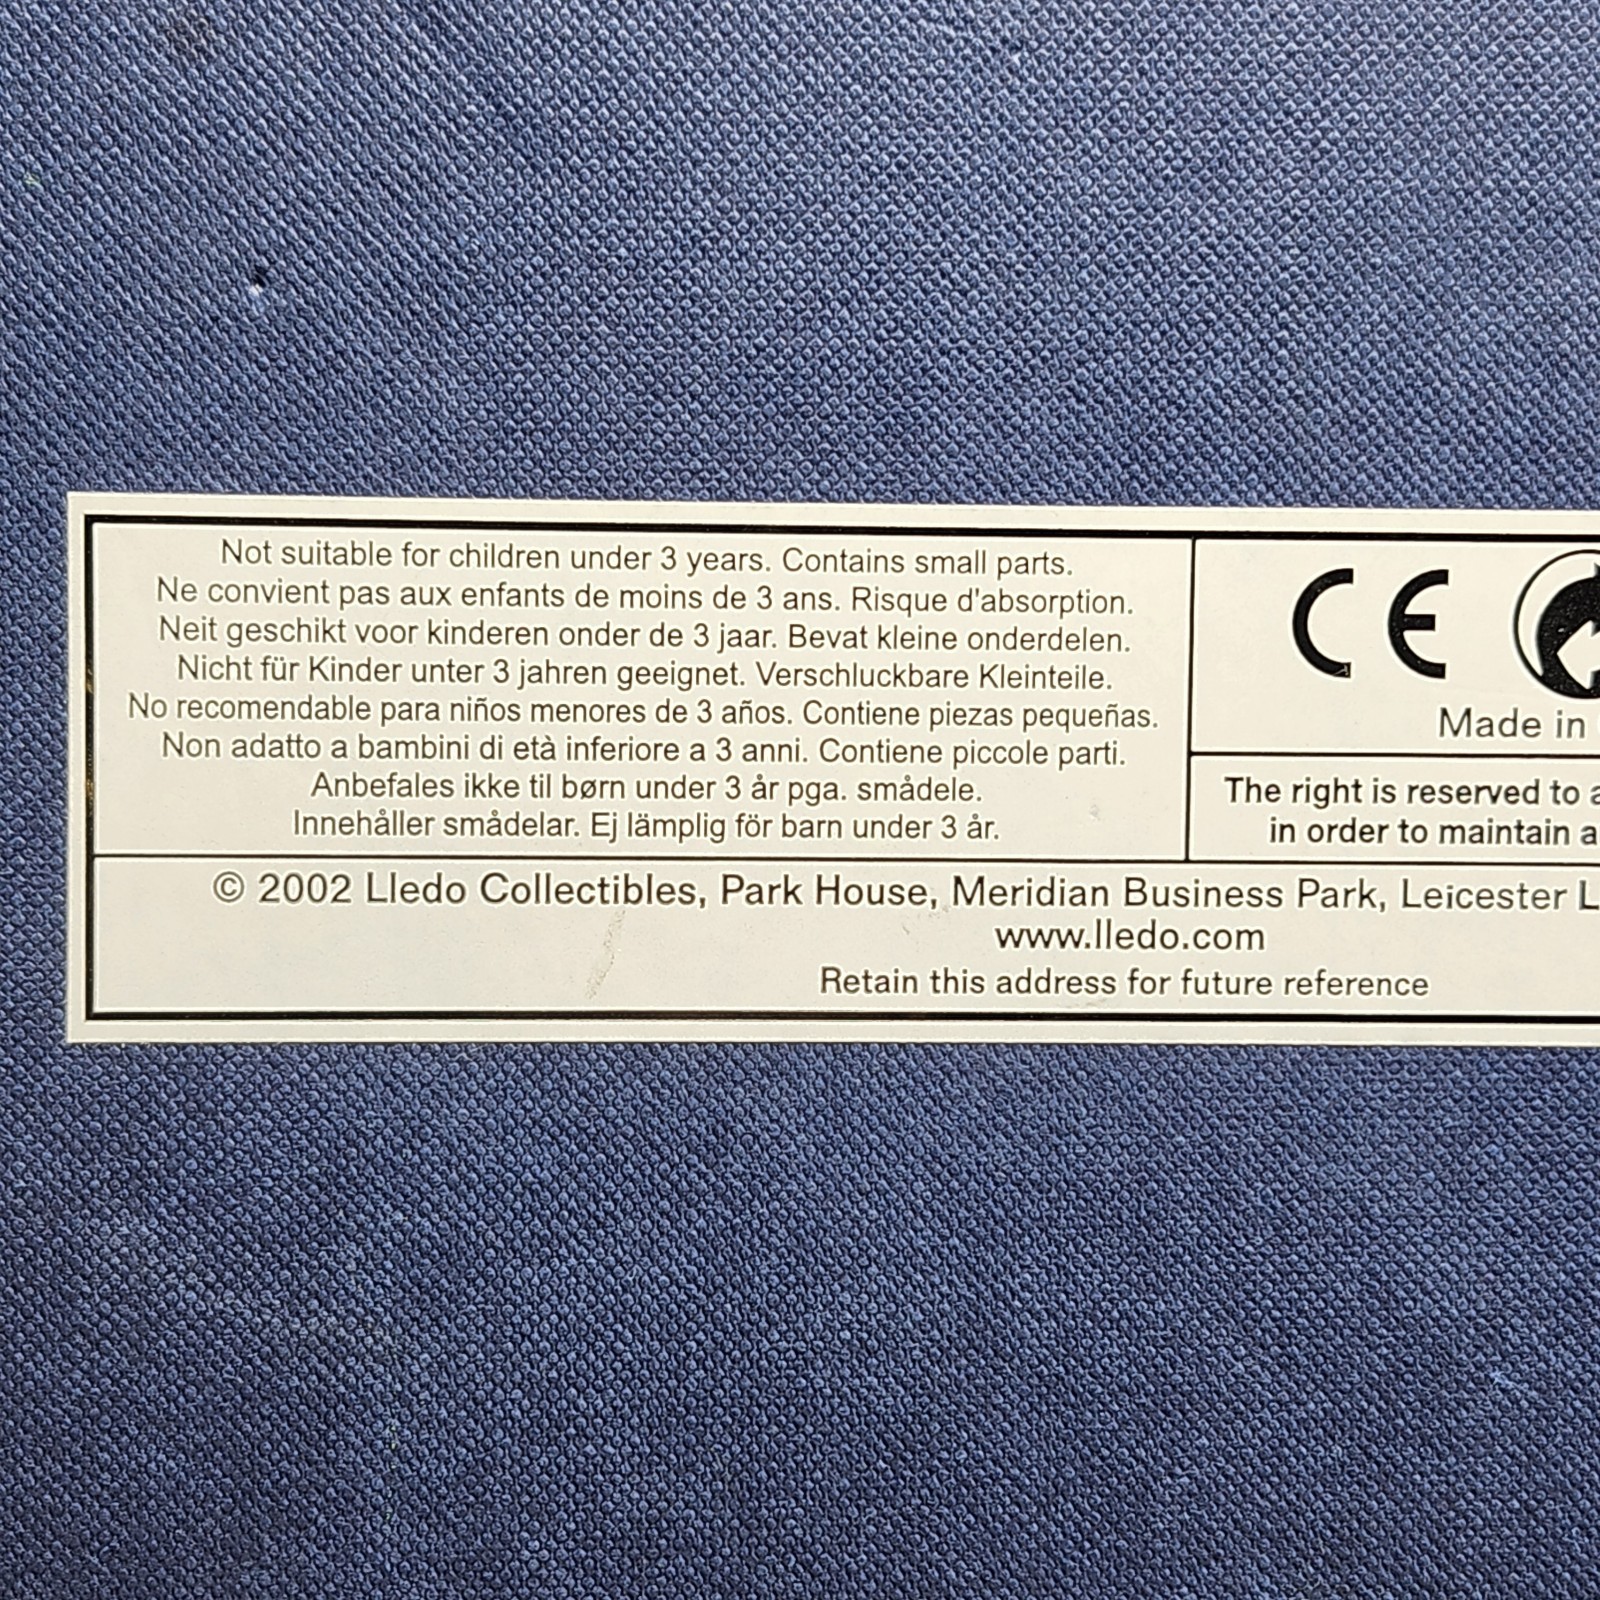 Not suitable for children under 3 years. Contains small parts.
Ne convient pas aux enfants de moins de 3 ans. Risque d'absorption.
Neit geschikt voor kinderen onder de 3 jaar. Bevat kleine onderdelen.
Nicht für Kinder unter 3 jahren geeignet. Verschluckbare Kleinteile.
No recomendable para niños menores de 3 años. Contiene piezas pequeñas.
Non adatto a bambini di età inferiore a 3 anni. Contiene piccole parti.
Anbefales ikke til børn under 3 år pga. smådele.
Innehåller smådelar. Ej lämplig för barn under 3 år.
CE
Made in
The right is reserved to
in order to maintain
© 2002 Lledo Collectibles, Park House, Meridian Business Park, Leicester L
www.lledo.com
Retain this address for future reference